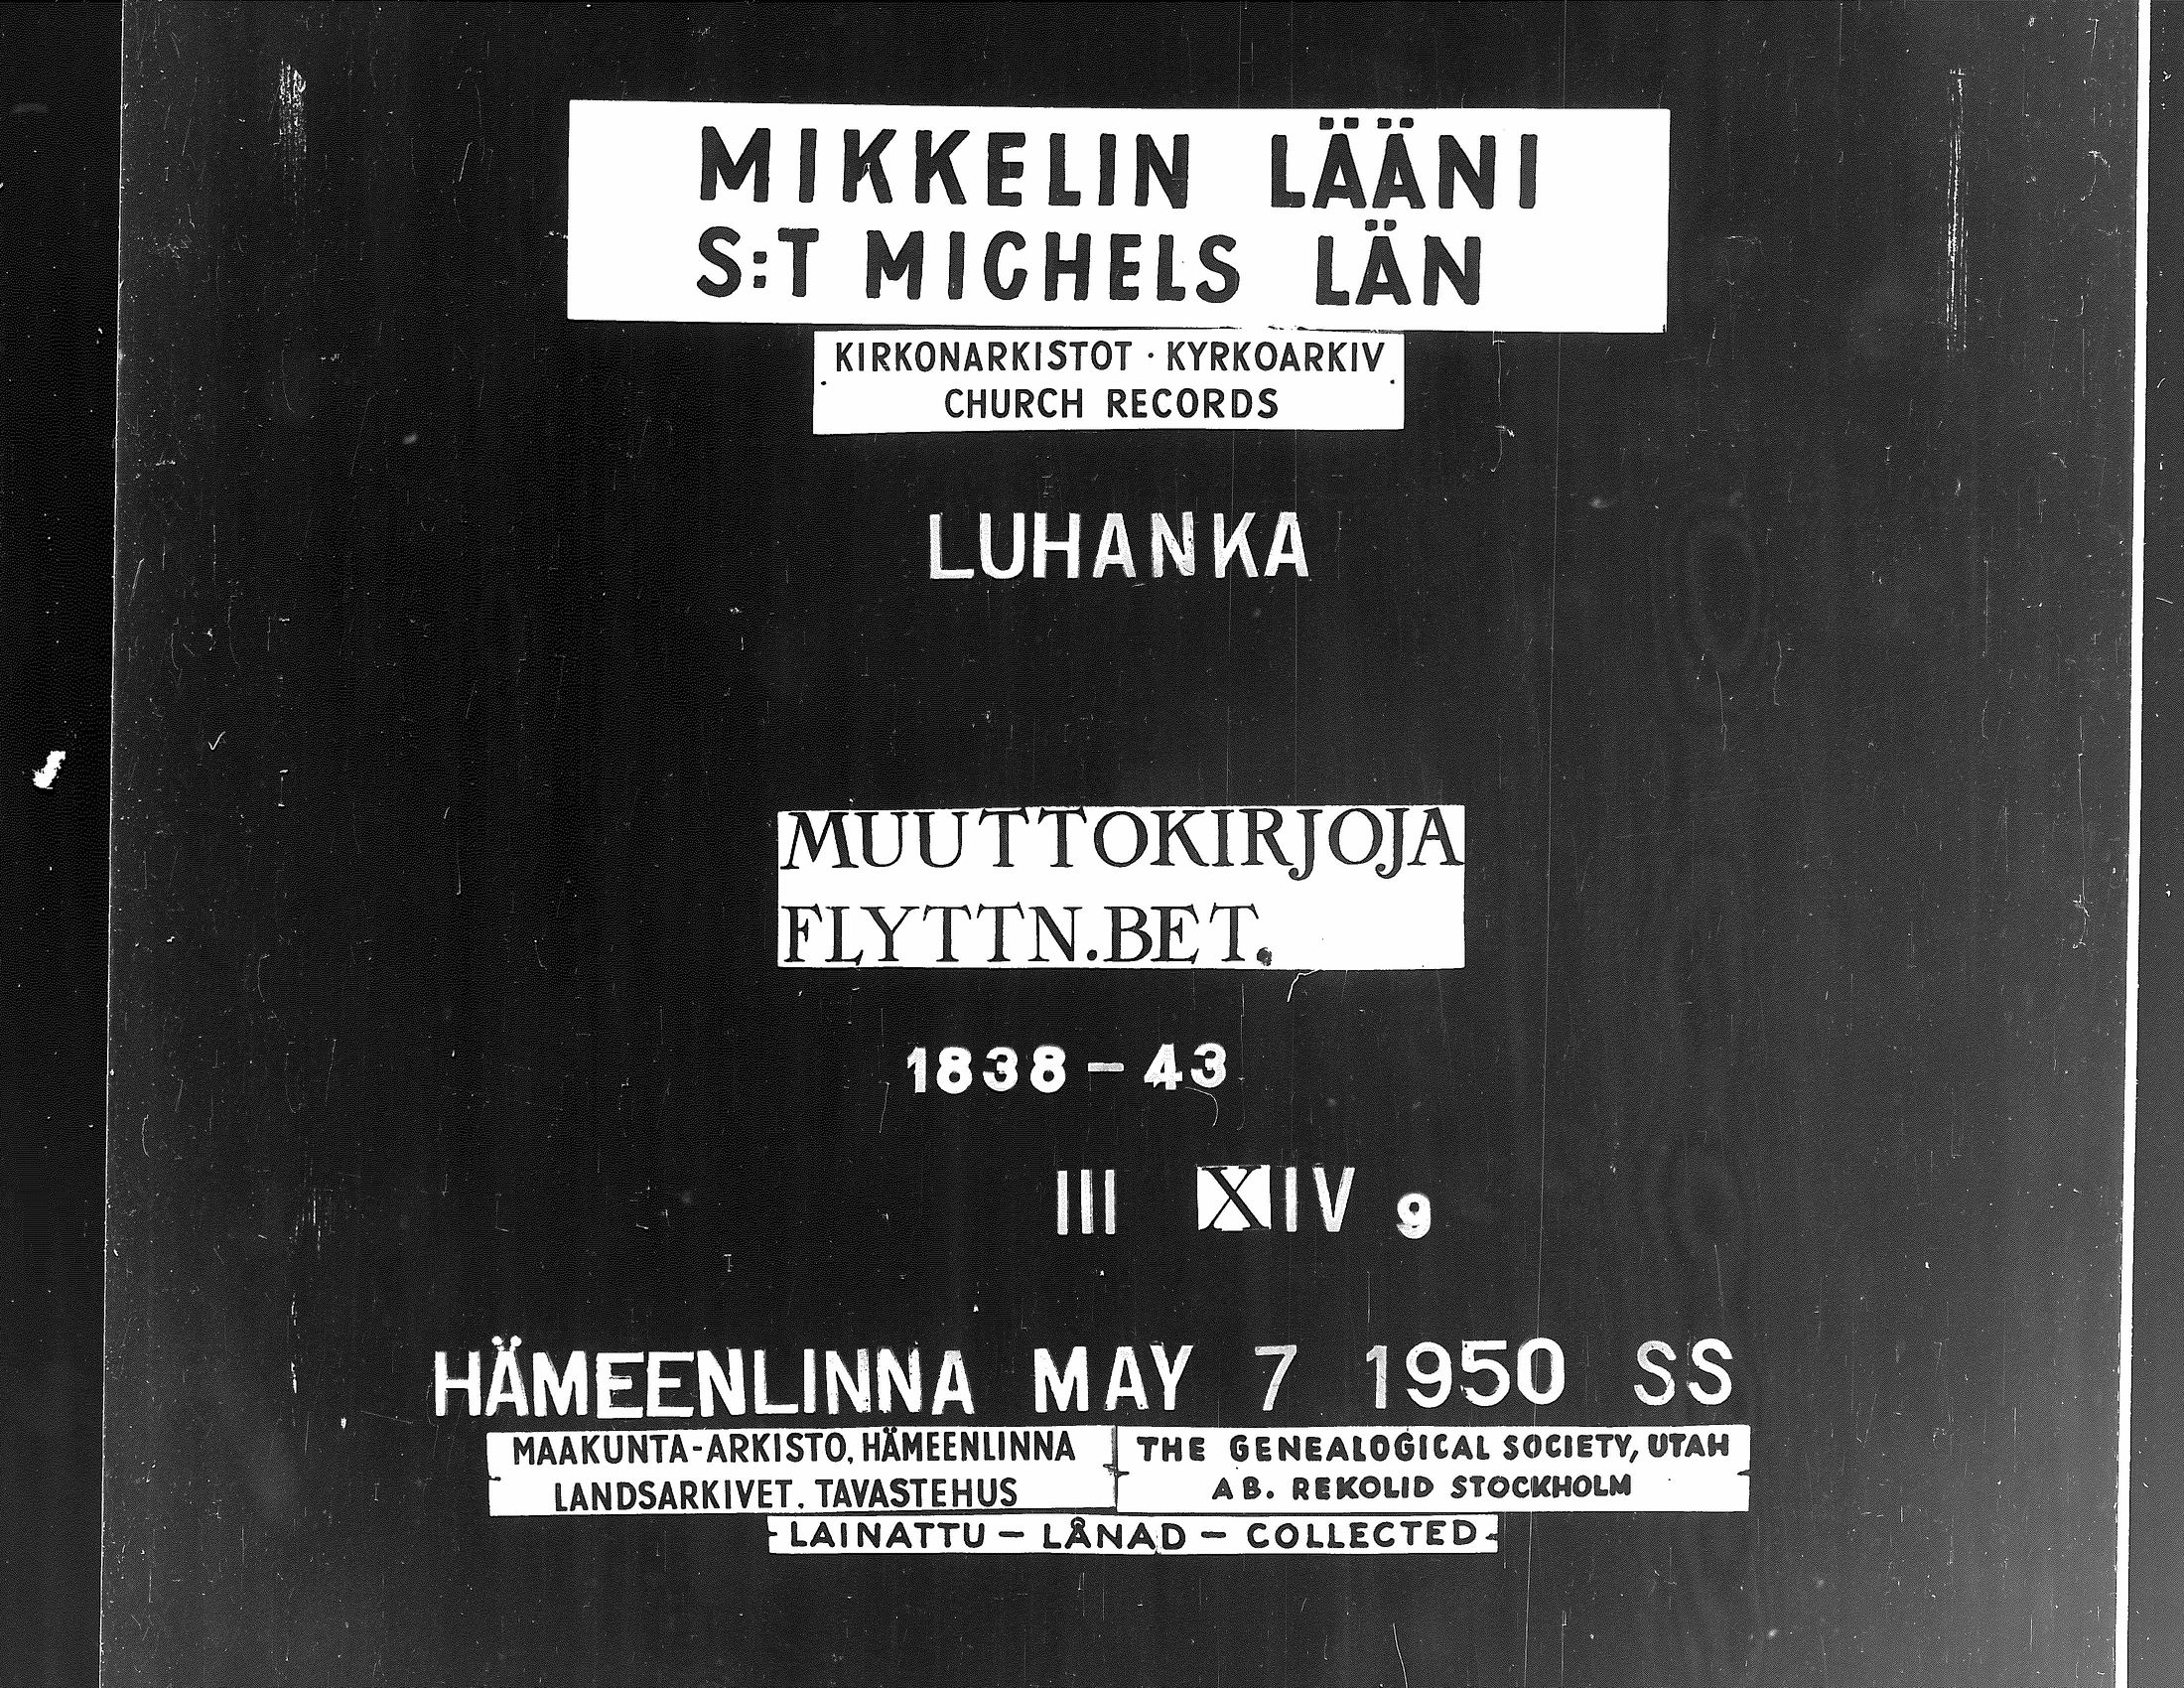 MIKKELIN LÄÄNI
S:T MICHELS LÄN
KIRKONARKISTOT · KYRKOARKIV
CHURCH RECORDS
LUHANKA
MUUTTOKIRJOJA
FLYTTN.BET.
1838 – 43
III XIV 9
HÄMEENLINNA MAY 7 1950 SS
MAAKUNTA-ARKISTO, HÄMEENLINNA
LANDSARKIVET, TAVASTEHUS
THE GENEALOGICAL SOCIETY, UTAH
AB. REKOLID STOCKHOLM
LAINATTU – LÅNAD – COLLECTED